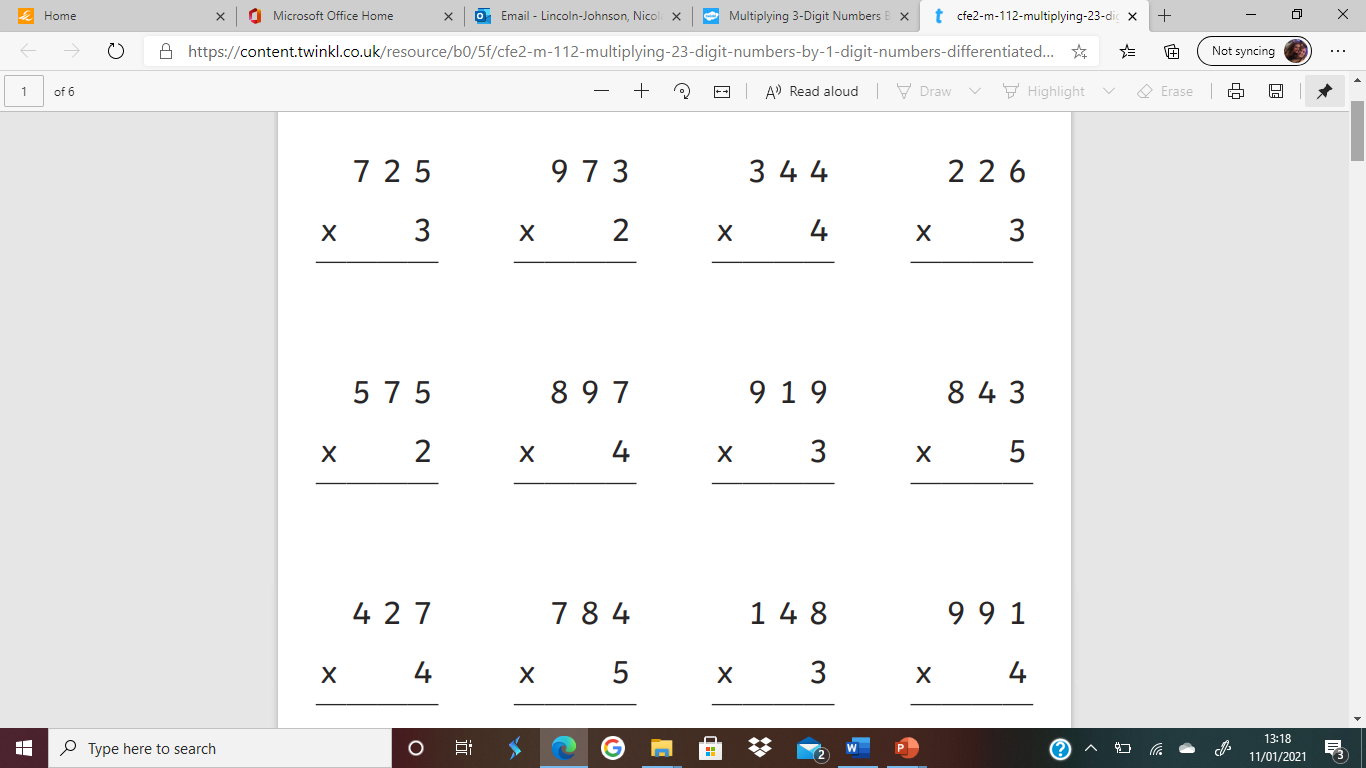 Home
Microsoft Office Home
Email - Lincoln-Johnson, Nicol
Multiplying 3-Digit Numbers B
cfe2-m-112-multiplying-23-dig
https://content.twinkl.co.uk/resource/b0/5f/cfe2-m-112-multiplying-23-digit-numbers-by-1-digit-numbers-differentiated...
Not syncing
1 of 6
Read aloud
Draw
Highlight
Erase
7 2 5 9 7 3 3 4 4 2 2 6
x 3 x 2 x 4 x 3
5 7 5 8 9 7 9 1 9 8 4 3
x 2 x 4 x 3 x 5
4 2 7 7 8 4 1 4 8 9 9 1
x 4 x 5 x 3 x 4
Type here to search
2
13:18
11/01/2021
3